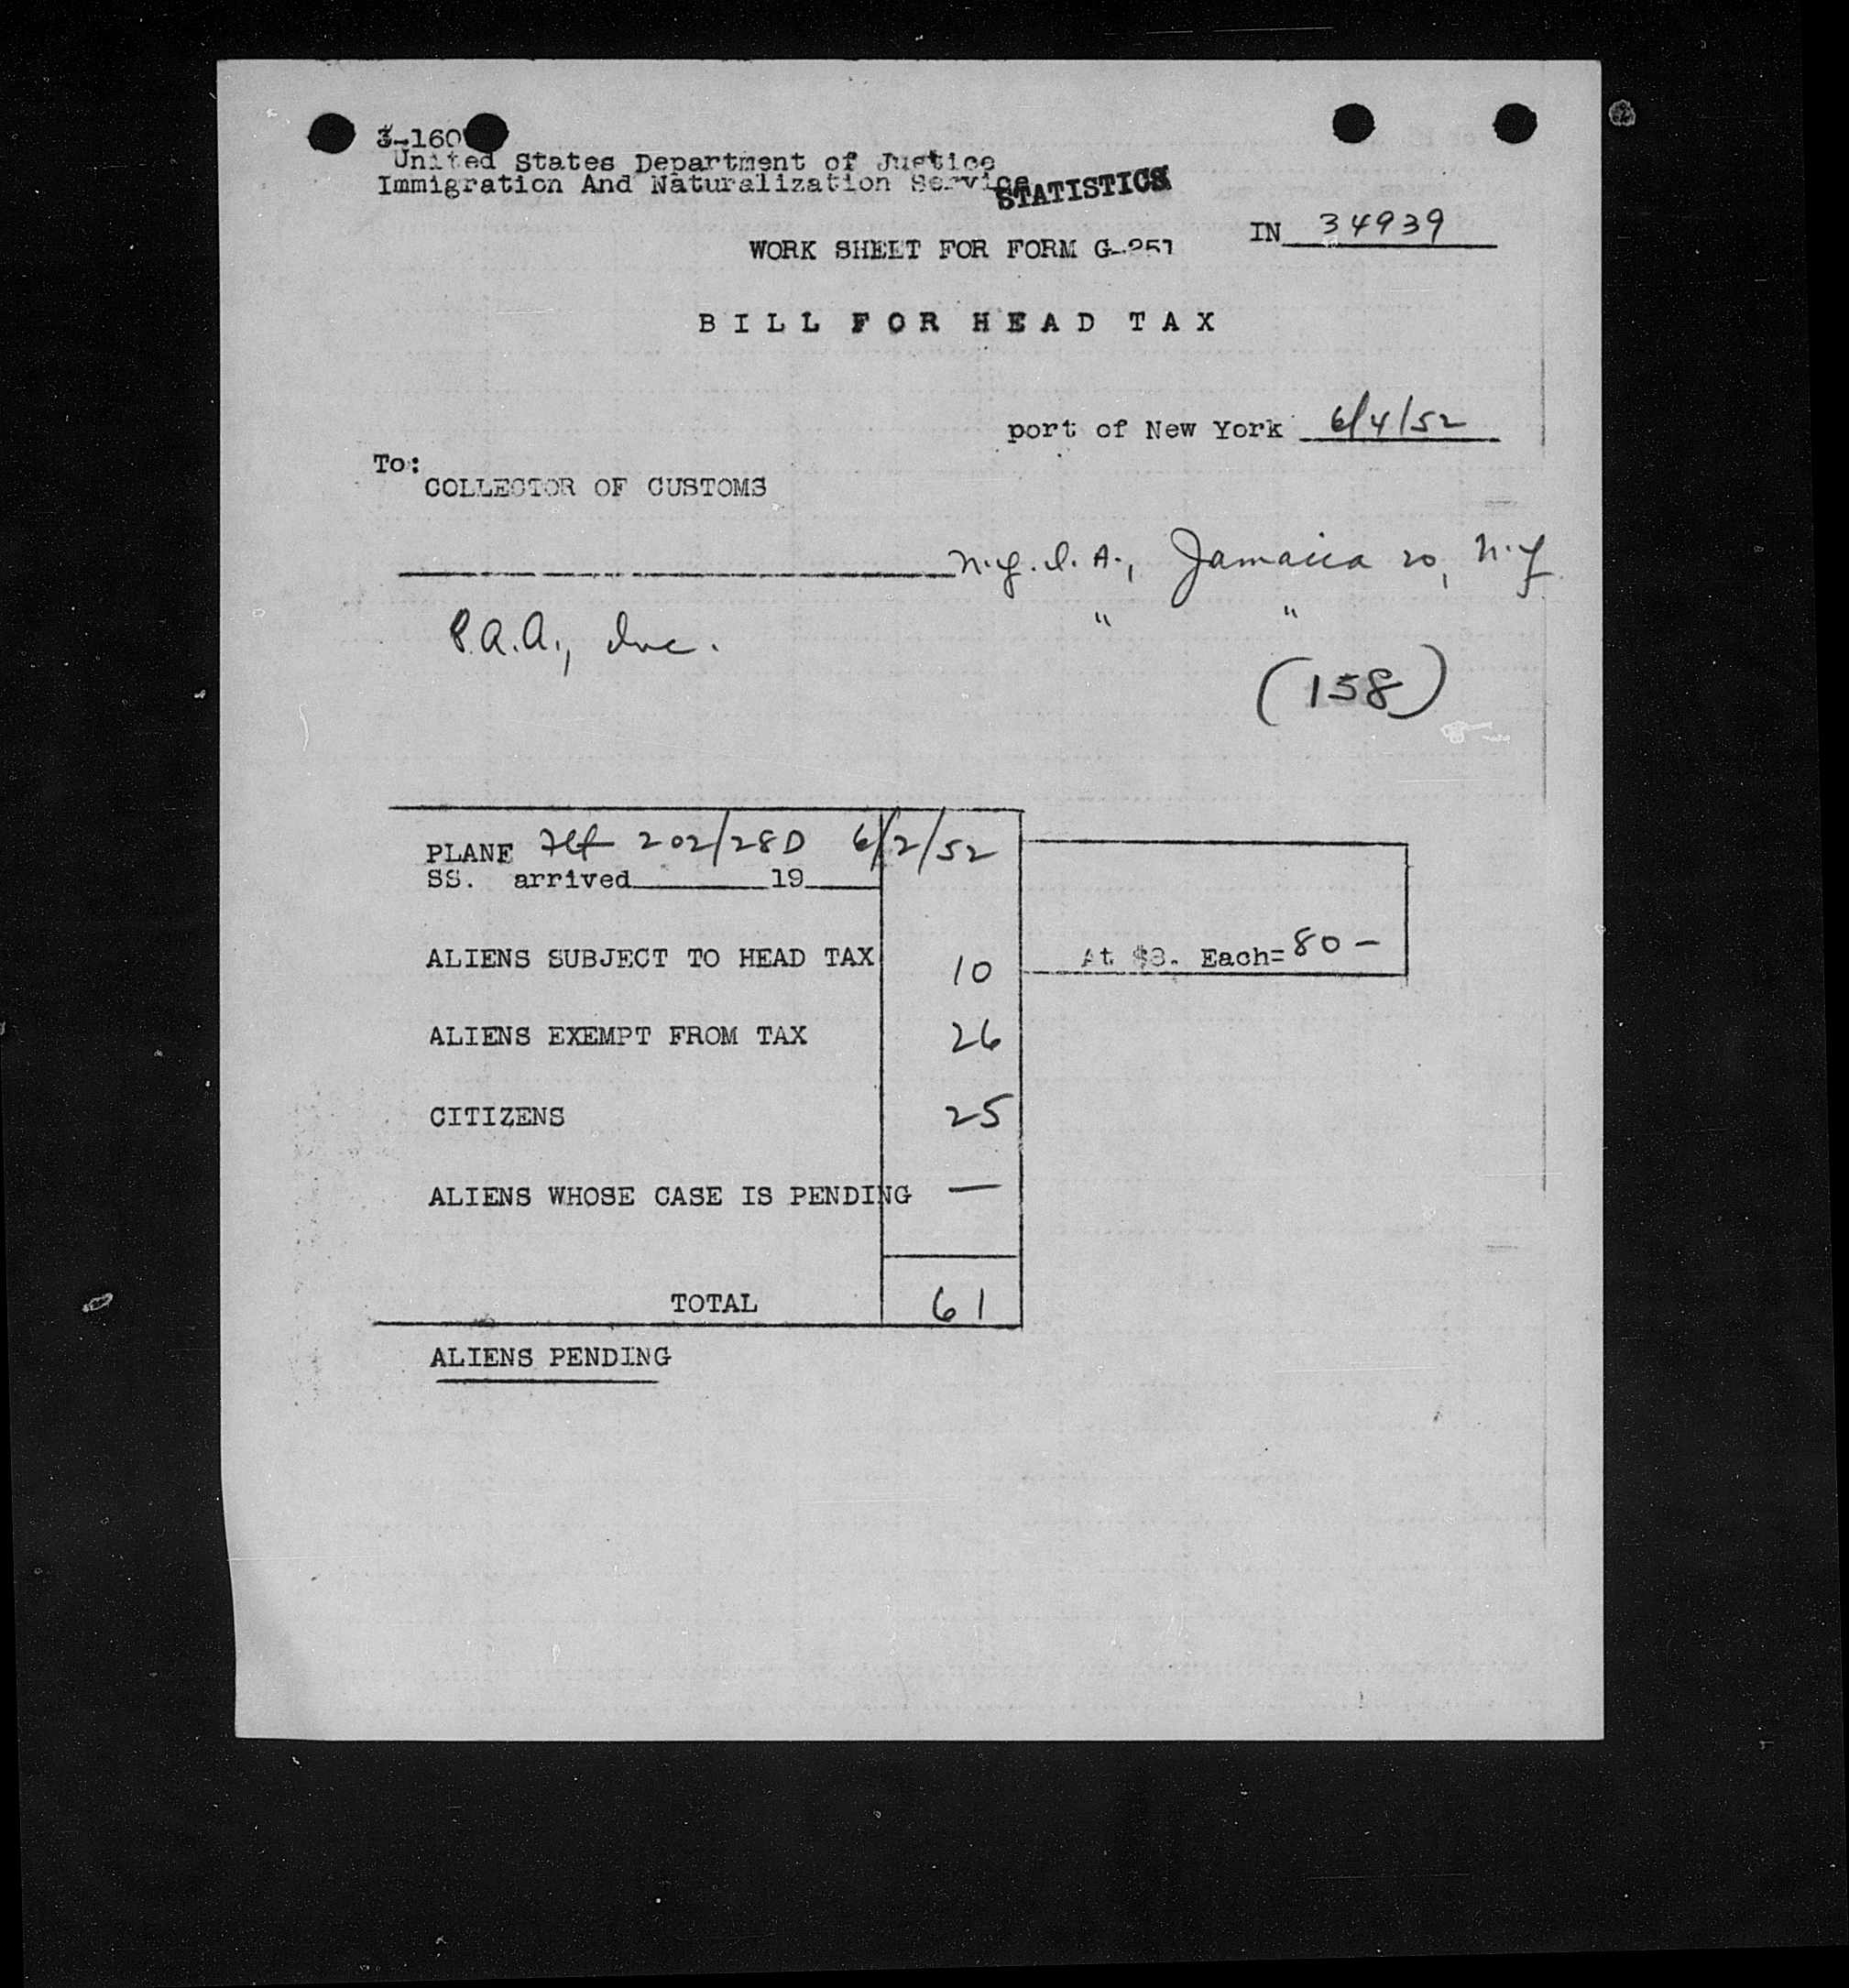 3-160
United States Department of Justice
Immigration And Naturalization Service
STATISTICS
IN 34939
WORK SHEET FOR FORM G-251
BILL FOR HEAD TAX
port of New York 6/4/52
To:
COLLECTOR OF CUSTOMS
N.Y.I.A., Jamaica 20, N.Y
P.A.A., Inc. " "
(158)
PLANE Flt 202/28D 6/2/52
SS. arrived 19
ALIENS SUBJECT TO HEAD TAX 10 At $8. Each= 80 -
ALIENS EXEMPT FROM TAX 26
CITIZENS 25
ALIENS WHOSE CASE IS PENDING —
TOTAL 61
ALIENS PENDING